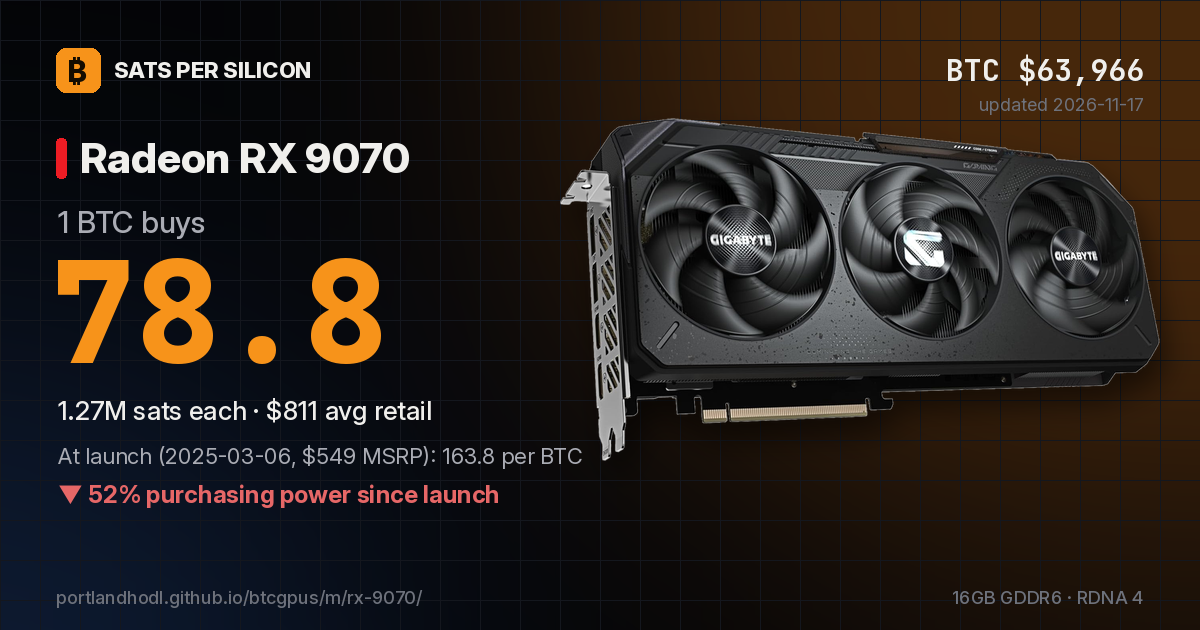 SATS PER SILICON
BTC $63,966
updated 2026-11-17
Radeon RX 9070
1 BTC buys
78.8
1.27M sats each · $811 avg retail
At launch (2025-03-06, $549 MSRP): 163.8 per BTC
▼ 52% purchasing power since launch
GIGABYTE
GIGABYTE
GAMING
portlandhodl.github.io/btcgpus/m/rx-9070/
16GB GDDR6 · RDNA 4